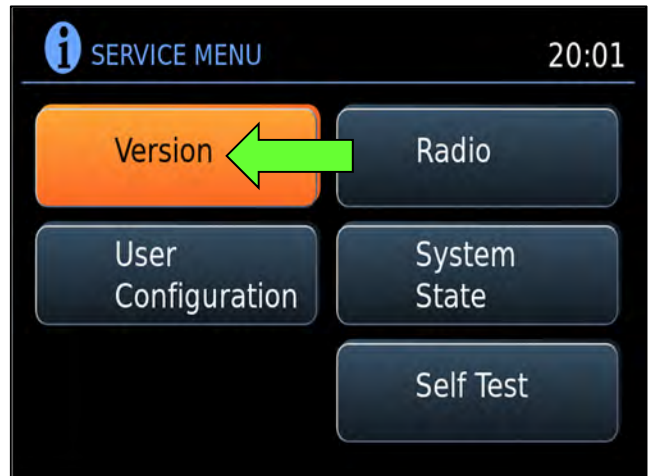 SERVICE MENU 20:01
Version Radio
User System
Configuration State
Self Test